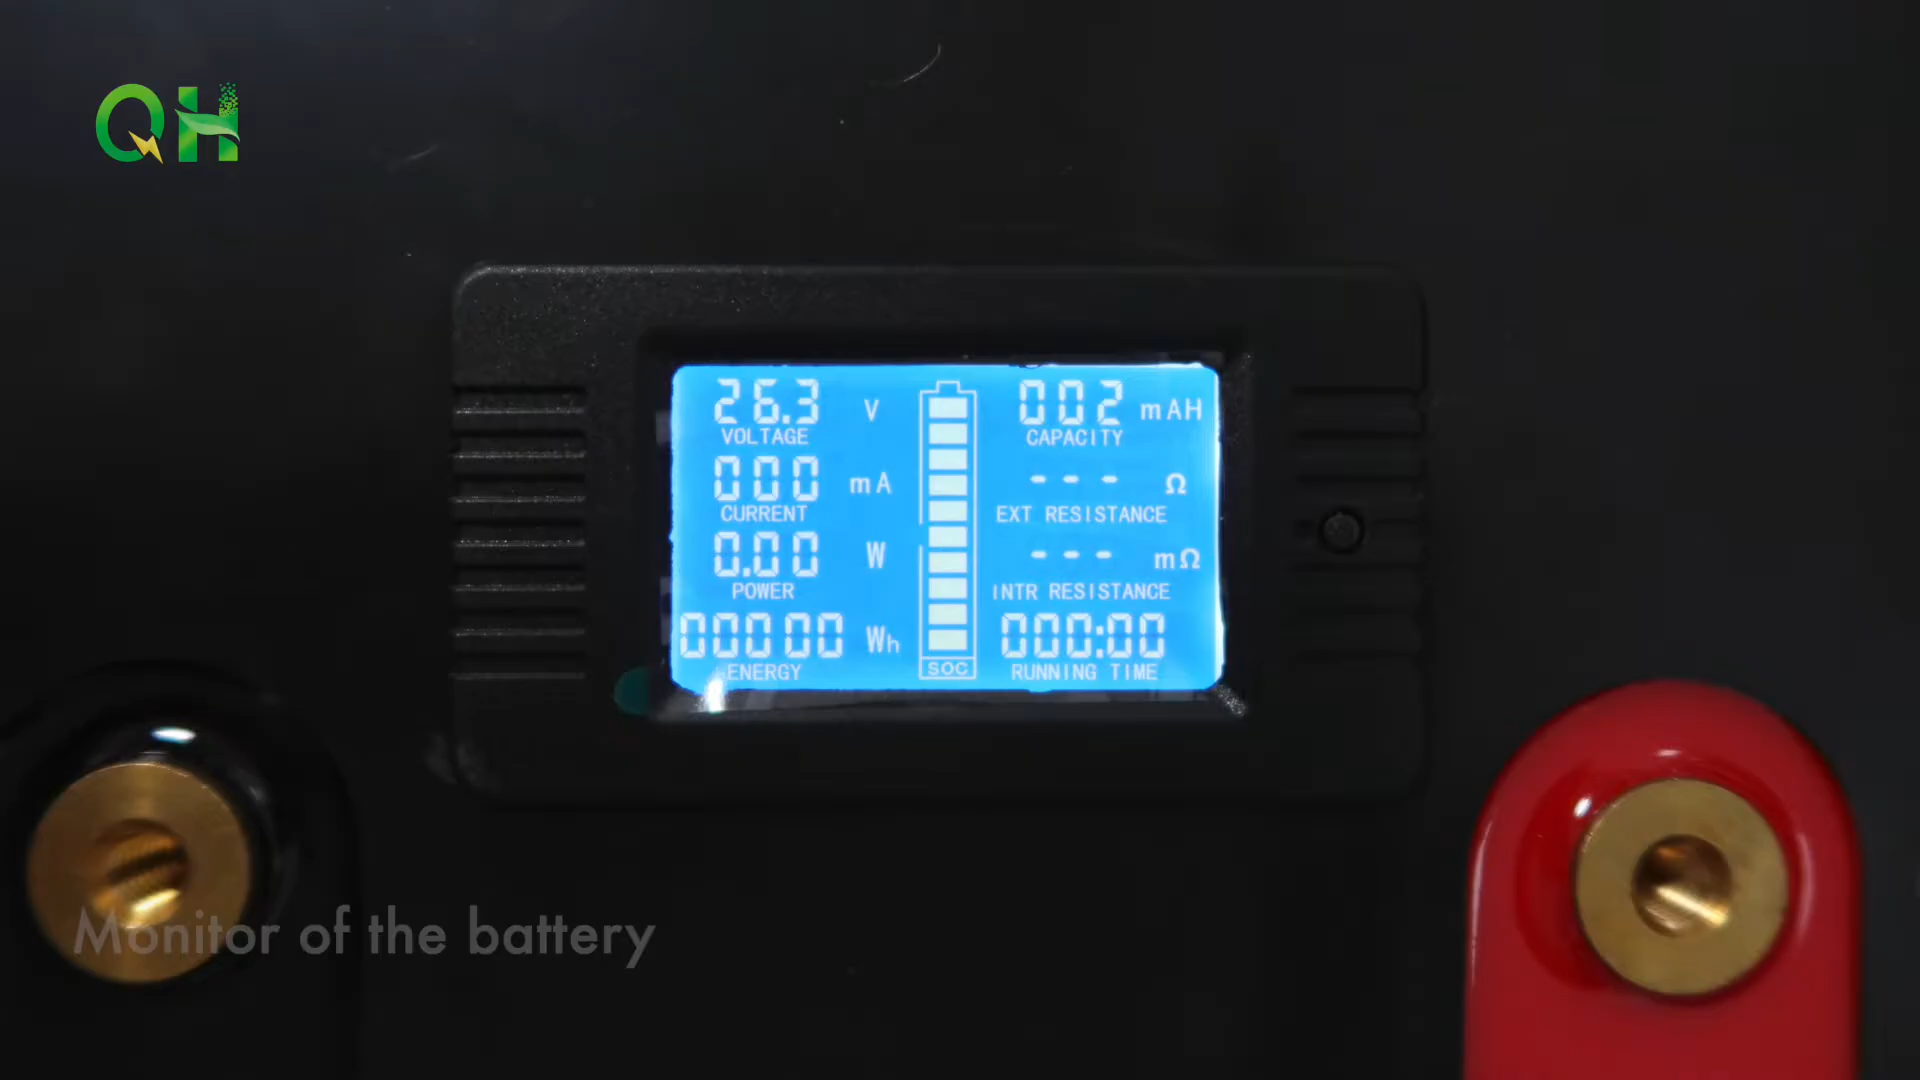 QH
26.3 V
VOLTAGE
000 mA
CURRENT
0.00 W
POWER
00000 Wh
ENERGY
SOC
002 mAH
CAPACITY
--- Ω
EXT RESISTANCE
--- mΩ
INTR RESISTANCE
000:00
RUNNING TIME
Monitor of the battery